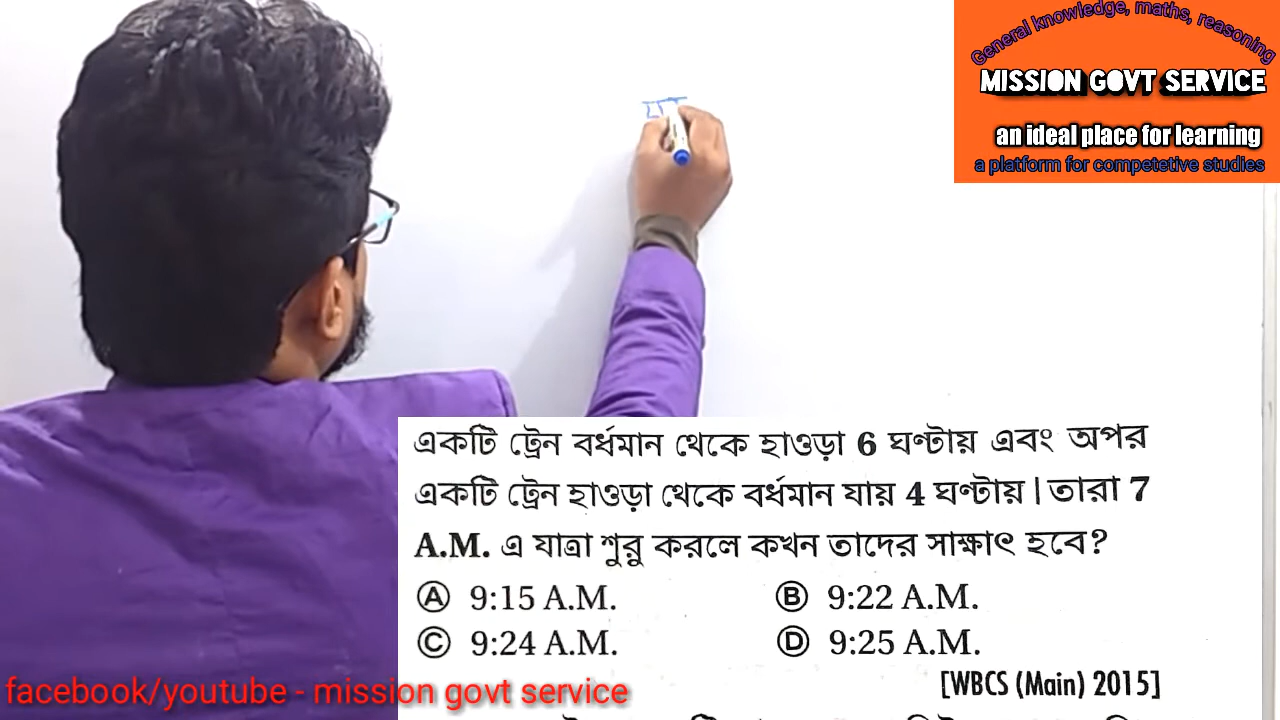 General knowledge, maths, reasoning
MISSION GOVT SERVICE
an ideal place for learning
a platform for competetive studies
একটি ট্রেন বর্ধমান থেকে হাওড়া 6 ঘণ্টায় এবং অপর
একটি ট্রেন হাওড়া থেকে বর্ধমান যায় 4 ঘণ্টায়। তারা 7
A.M. এ যাত্রা শুরু করলে কখন তাদের সাক্ষাৎ হবে?
Ⓐ 9:15 A.M. Ⓑ 9:22 A.M.
Ⓒ 9:24 A.M. Ⓓ 9:25 A.M.
[WBCS (Main) 2015]
facebook/youtube - mission govt service